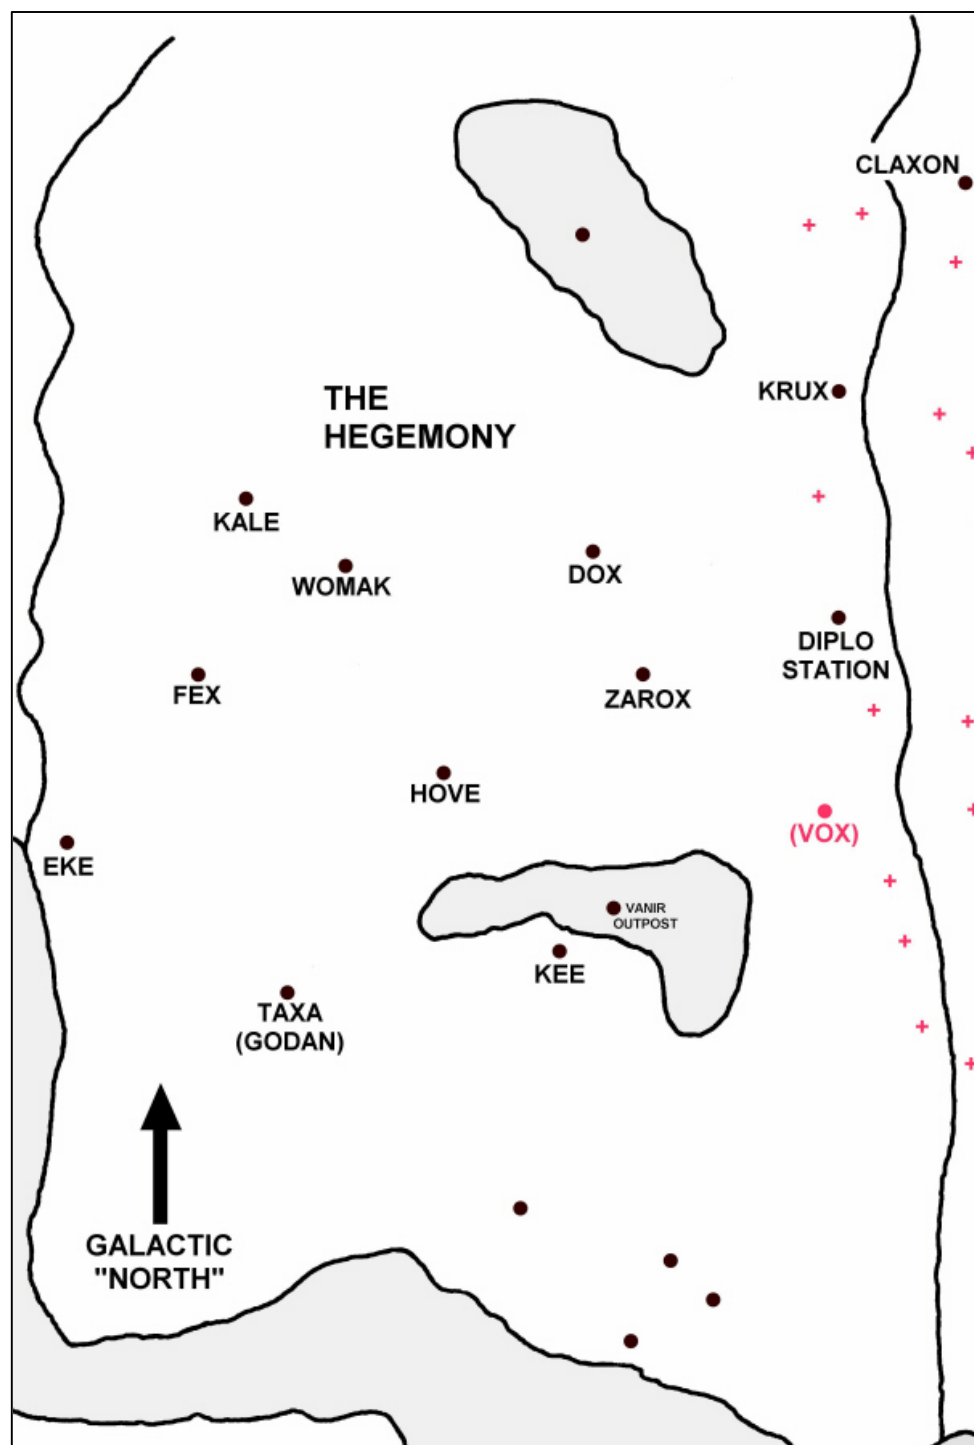 CLAXON
KRUX
THE
HEGEMONY
KALE
WOMAK
DOX
DIPLO
STATION
FEX
ZAROX
HOVE
(VOX)
EKE
VANIR
OUTPOST
KEE
TAXA
(GODAN)
GALACTIC
"NORTH"